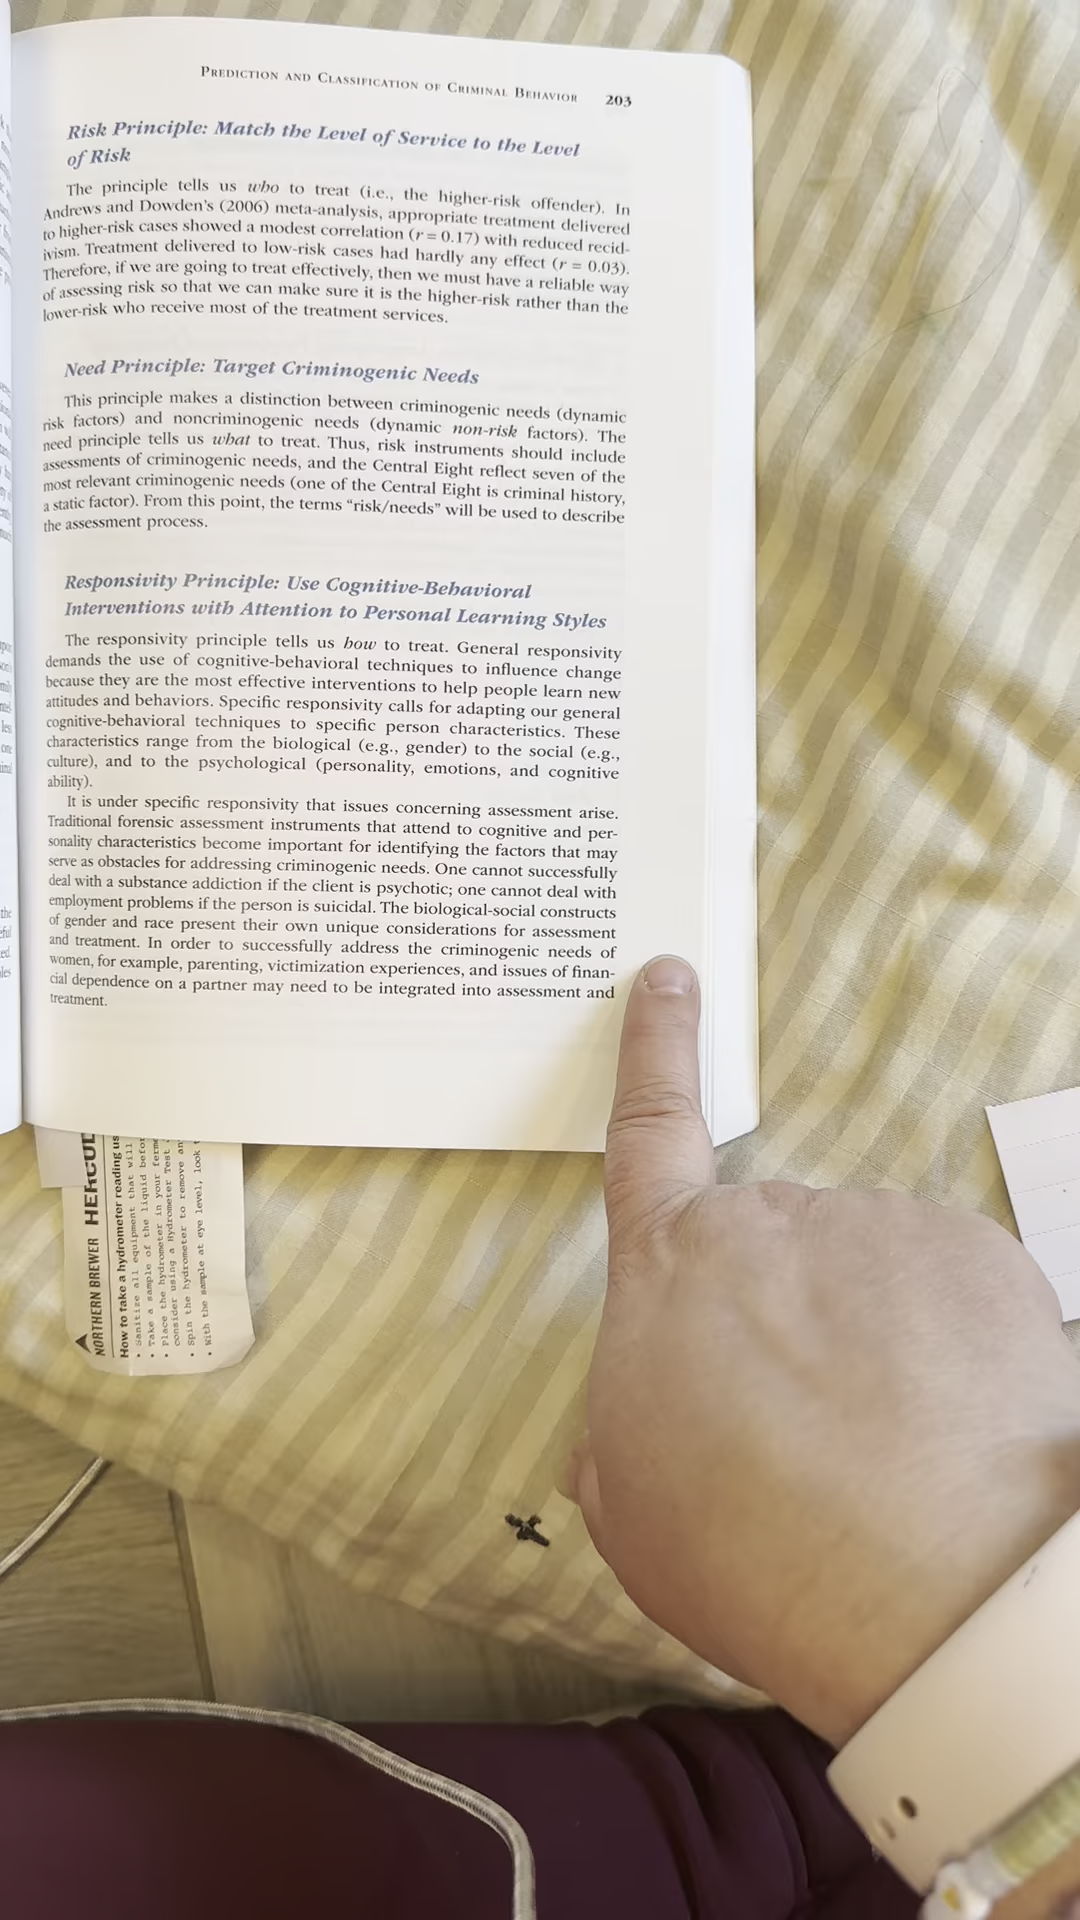 PREDICTION AND CLASSIFICATION OF CRIMINAL BEHAVIOR 203
Risk Principle: Match the Level of Service to the Level
of Risk
The principle tells us who to treat (i.e., the higher-risk offender). In
Andrews and Dowden's (2006) meta-analysis, appropriate treatment delivered
to higher-risk cases showed a modest correlation (r = 0.17) with reduced recid-
ivism. Treatment delivered to low-risk cases had hardly any effect (r = 0.03).
Therefore, if we are going to treat effectively, then we must have a reliable way
of assessing risk so that we can make sure it is the higher-risk rather than the
lower-risk who receive most of the treatment services.
Need Principle: Target Criminogenic Needs
This principle makes a distinction between criminogenic needs (dynamic
risk factors) and noncriminogenic needs (dynamic non-risk factors). The
need principle tells us what to treat. Thus, risk instruments should include
assessments of criminogenic needs, and the Central Eight reflect seven of the
most relevant criminogenic needs (one of the Central Eight is criminal history,
a static factor). From this point, the terms "risk/needs" will be used to describe
the assessment process.
Responsivity Principle: Use Cognitive-Behavioral
Interventions with Attention to Personal Learning Styles
The responsivity principle tells us how to treat. General responsivity
demands the use of cognitive-behavioral techniques to influence change
because they are the most effective interventions to help people learn new
attitudes and behaviors. Specific responsivity calls for adapting our general
cognitive-behavioral techniques to specific person characteristics. These
characteristics range from the biological (e.g., gender) to the social (e.g.,
culture), and to the psychological (personality, emotions, and cognitive
ability).
It is under specific responsivity that issues concerning assessment arise.
Traditional forensic assessment instruments that attend to cognitive and per-
sonality characteristics become important for identifying the factors that may
serve as obstacles for addressing criminogenic needs. One cannot successfully
deal with a substance addiction if the client is psychotic; one cannot deal with
employment problems if the person is suicidal. The biological-social constructs
of gender and race present their own unique considerations for assessment
and treatment. In order to successfully address the criminogenic needs of
women, for example, parenting, victimization experiences, and issues of finan-
cial dependence on a partner may need to be integrated into assessment and
treatment.
NORTHERN BREWER HERCUL
How to take a hydrometer reading us
• Sanitize all equipment that will
• Take a sample of the liquid befor
• Place the hydrometer in your ferme
consider using a Hydrometer Test
• Spin the hydrometer to remove an
• With the sample at eye level, look